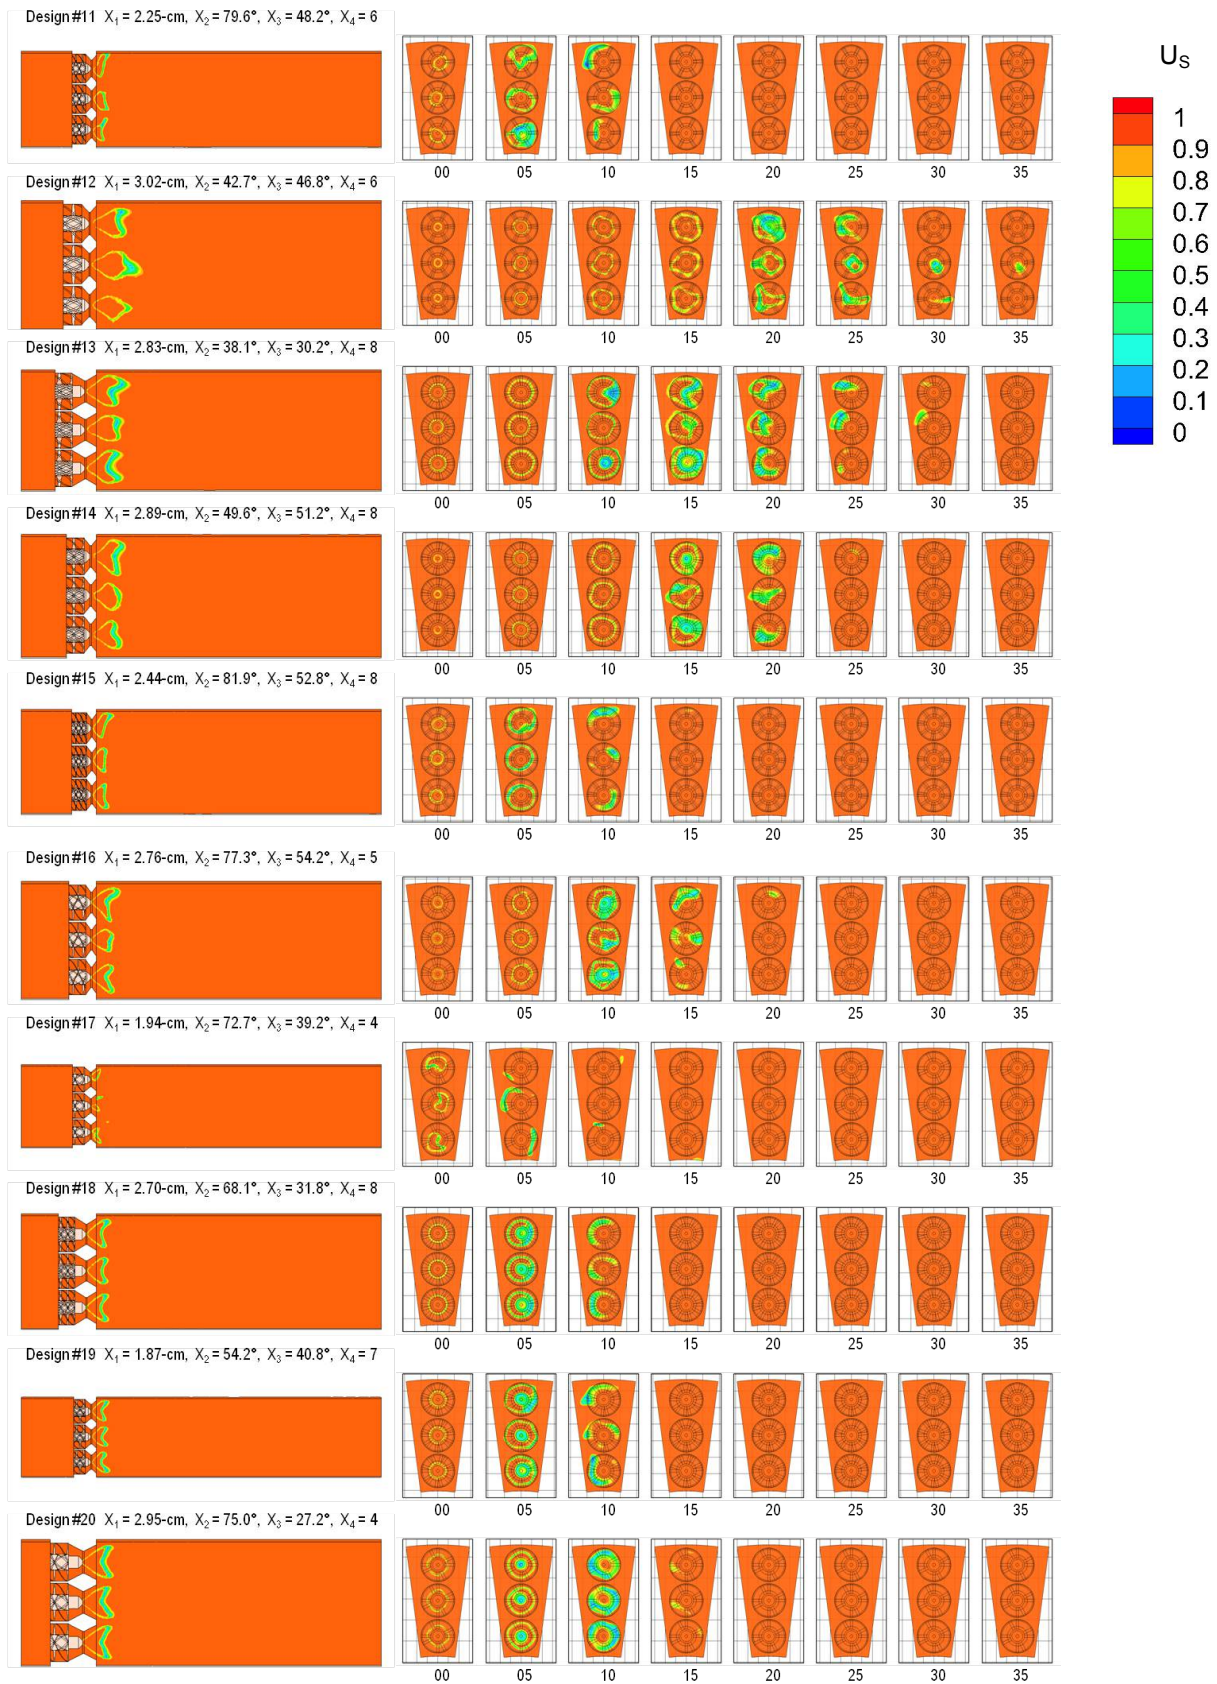 Design #11 X₁ = 2.25-cm, X₂ = 79.6°, X₃ = 48.2°, X₄ = 6
00 05 10 15 20 25 30 35
Design #12 X₁ = 3.02-cm, X₂ = 42.7°, X₃ = 46.8°, X₄ = 6
00 05 10 15 20 25 30 35
Design #13 X₁ = 2.83-cm, X₂ = 38.1°, X₃ = 30.2°, X₄ = 8
00 05 10 15 20 25 30 35
Design #14 X₁ = 2.89-cm, X₂ = 49.6°, X₃ = 51.2°, X₄ = 8
00 05 10 15 20 25 30 35
Design #15 X₁ = 2.44-cm, X₂ = 81.9°, X₃ = 52.8°, X₄ = 8
00 05 10 15 20 25 30 35
Design #16 X₁ = 2.76-cm, X₂ = 77.3°, X₃ = 54.2°, X₄ = 5
00 05 10 15 20 25 30 35
Design #17 X₁ = 1.94-cm, X₂ = 72.7°, X₃ = 39.2°, X₄ = 4
00 05 10 15 20 25 30 35
Design #18 X₁ = 2.70-cm, X₂ = 68.1°, X₃ = 31.8°, X₄ = 8
00 05 10 15 20 25 30 35
Design #19 X₁ = 1.87-cm, X₂ = 54.2°, X₃ = 40.8°, X₄ = 7
00 05 10 15 20 25 30 35
Design #20 X₁ = 2.95-cm, X₂ = 75.0°, X₃ = 27.2°, X₄ = 4
00 05 10 15 20 25 30 35
Uₛ
1
0.9
0.8
0.7
0.6
0.5
0.4
0.3
0.2
0.1
0